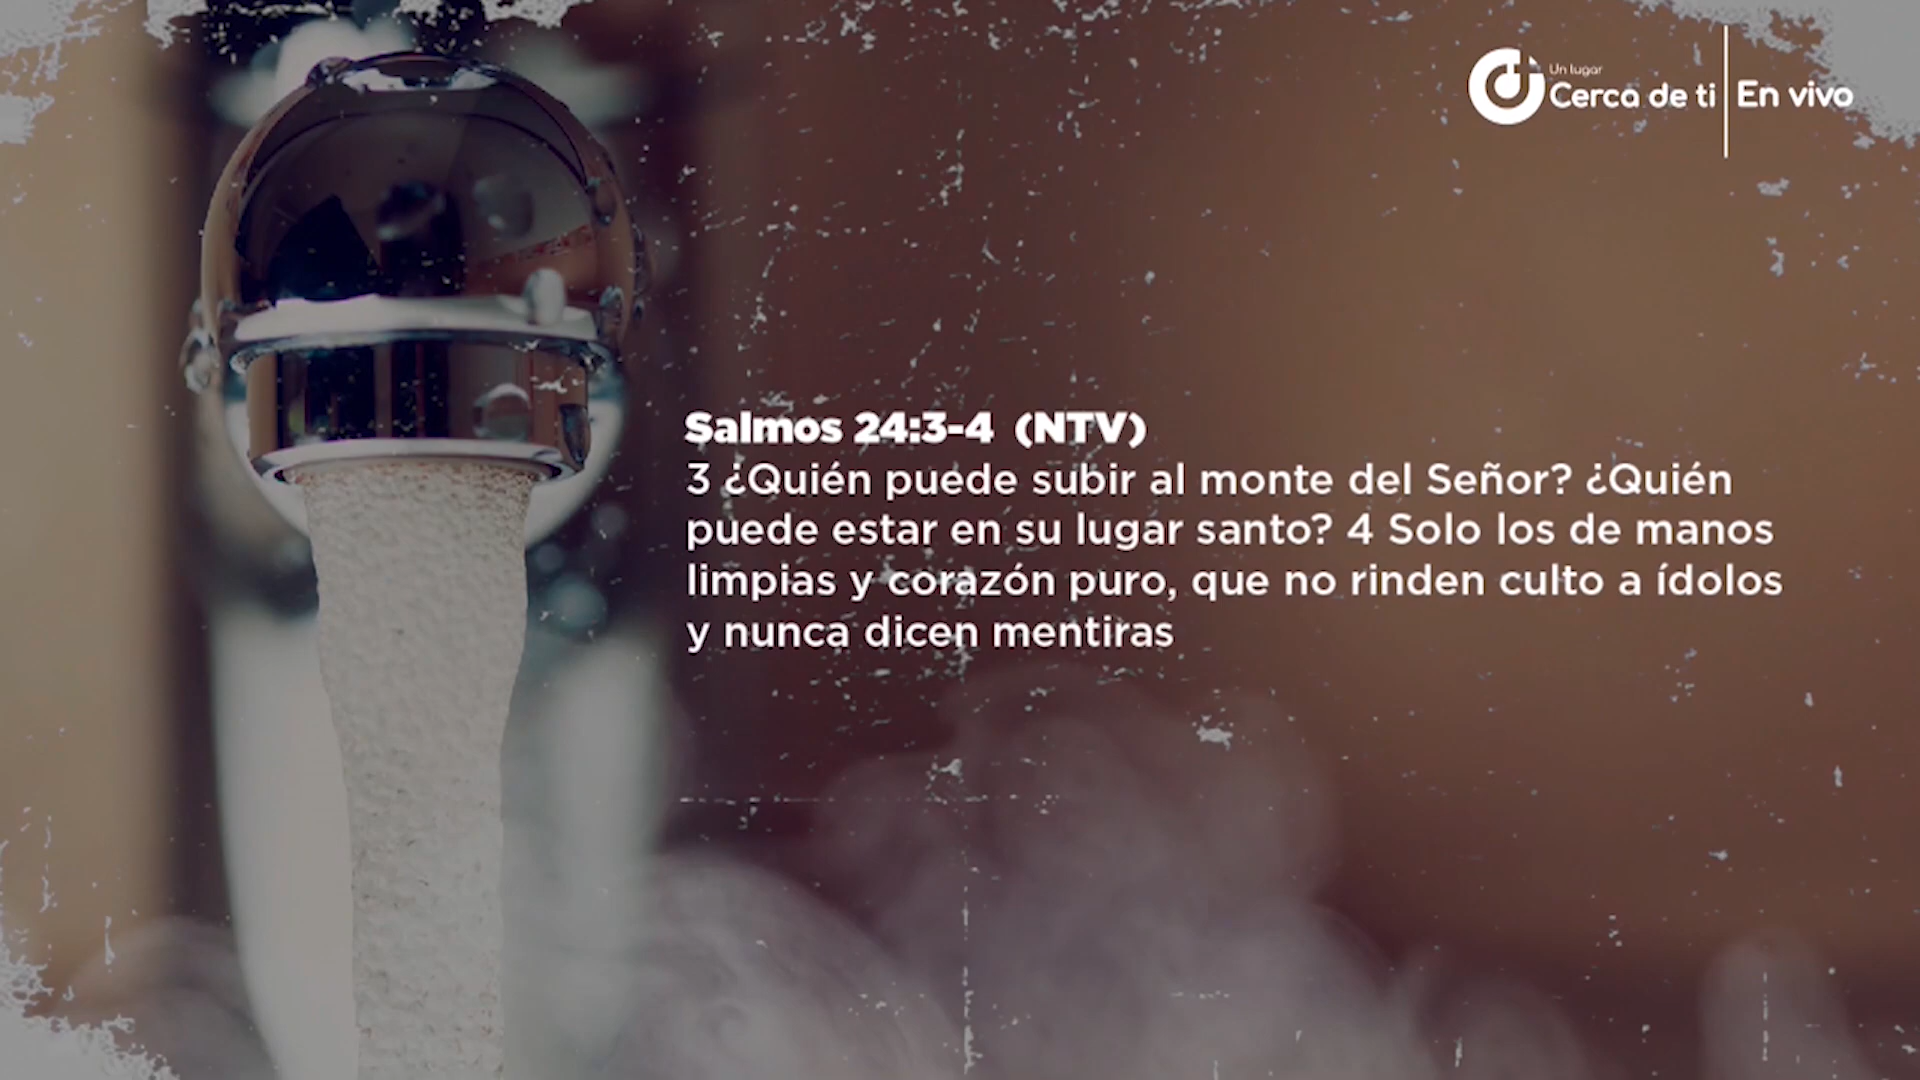 Un lugar
Cerca de ti | En vivo
Salmos 24:3-4 (NTV)
3 ¿Quién puede subir al monte del Señor? ¿Quién
puede estar en su lugar santo? 4 Solo los de manos
limpias y corazón puro, que no rinden culto a ídolos
y nunca dicen mentiras